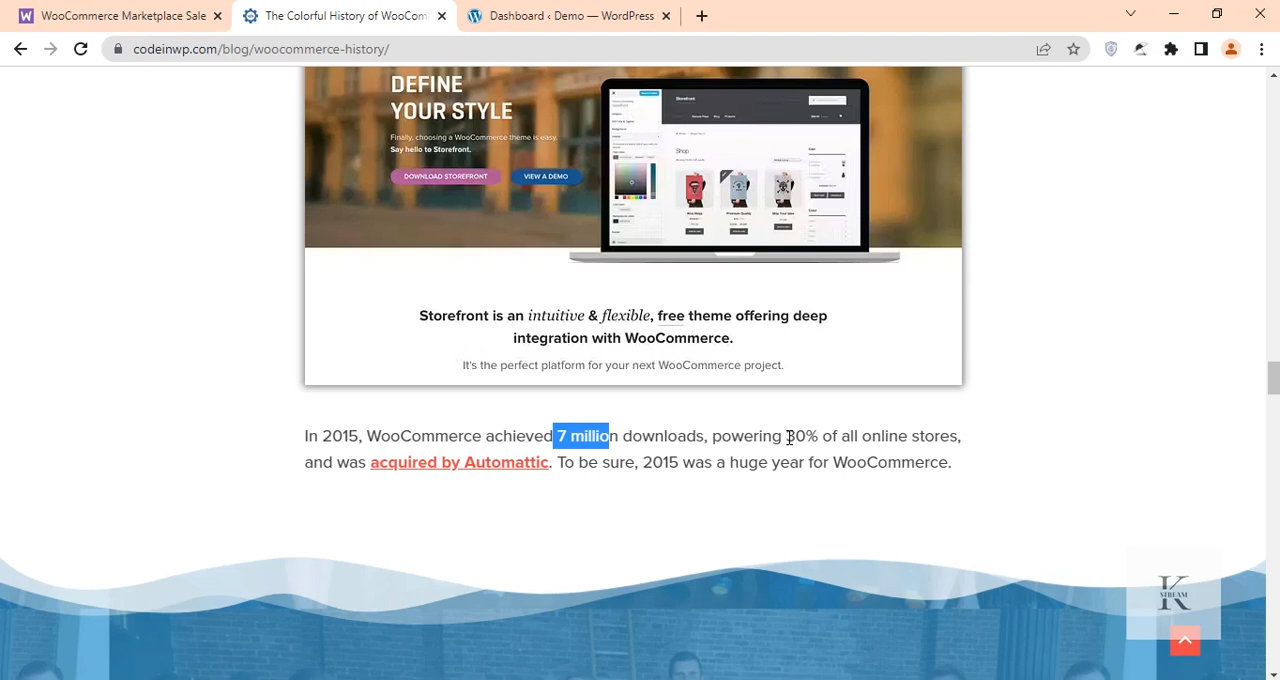 WooCommerce Marketplace Sale
The Colorful History of WooCom
Dashboard ‹ Demo — WordPress
codeinwp.com/blog/woocommerce-history/
DEFINE
YOUR STYLE
Finally, choosing a WooCommerce theme is easy.
Say hello to Storefront.
DOWNLOAD STOREFRONT
VIEW A DEMO
Storefront
Shop
Storefront is an intuitive & flexible, free theme offering deep
integration with WooCommerce.
It's the perfect platform for your next WooCommerce project.
In 2015, WooCommerce achieved 7 million downloads, powering 30% of all online stores,
and was acquired by Automattic. To be sure, 2015 was a huge year for WooCommerce.
K
STREAM